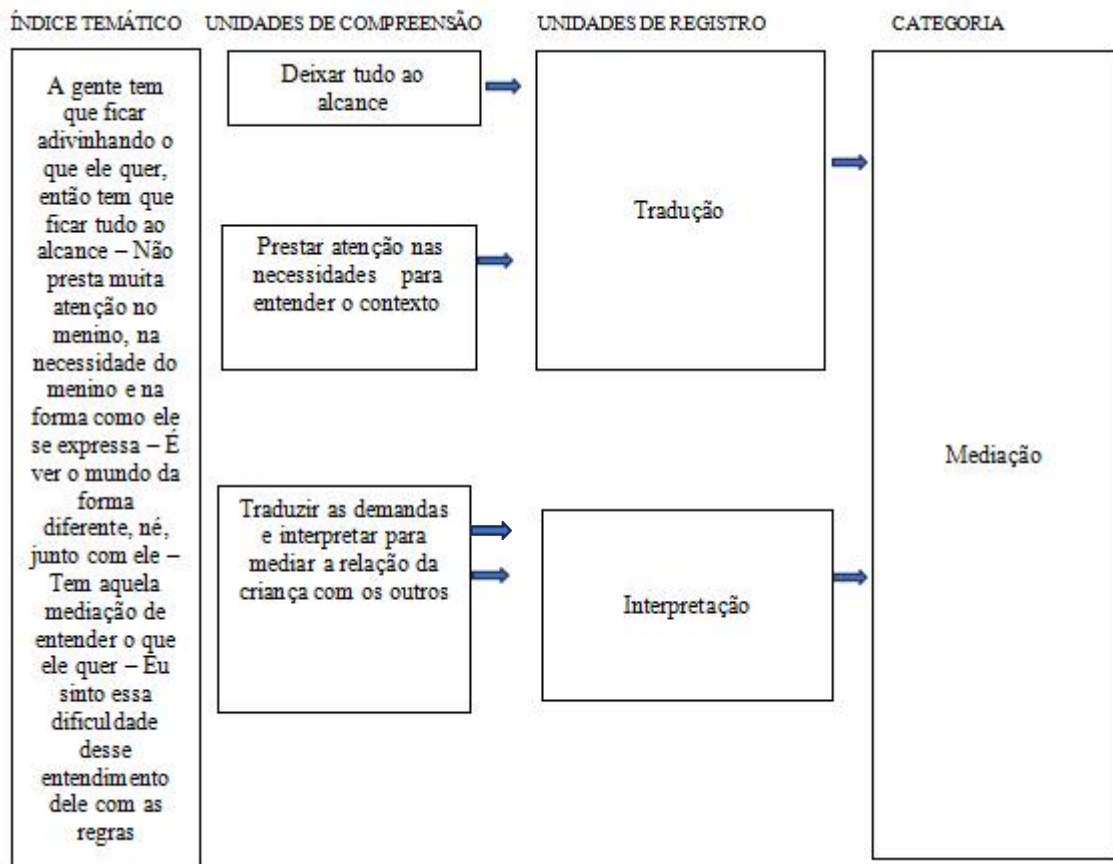 ÍNDICE TEMÁTICO UNIDADES DE COMPREENSÃO UNIDADES DE REGISTRO CATEGORIA
A gente tem
que ficar
adivinhando o
que ele quer,
então tem que
ficar tudo ao
alcance – Não
presta muita
atenção no
menino, na
necessidade do
menino e na
forma como ele
se expressa – É
ver o mundo da
forma
diferente, né,
junto com ele –
Tem aquela
mediação de
entender o que
ele quer – Eu
sinto essa
dificuldade
desse
entendimento
dele com as
regras
Deixar tudo ao
alcance
Prestar atenção nas
necessidades para
entender o contexto
Traduzir as demandas
e interpretar para
mediar a relação da
criança com os outros
Tradução
Interpretação
Mediação